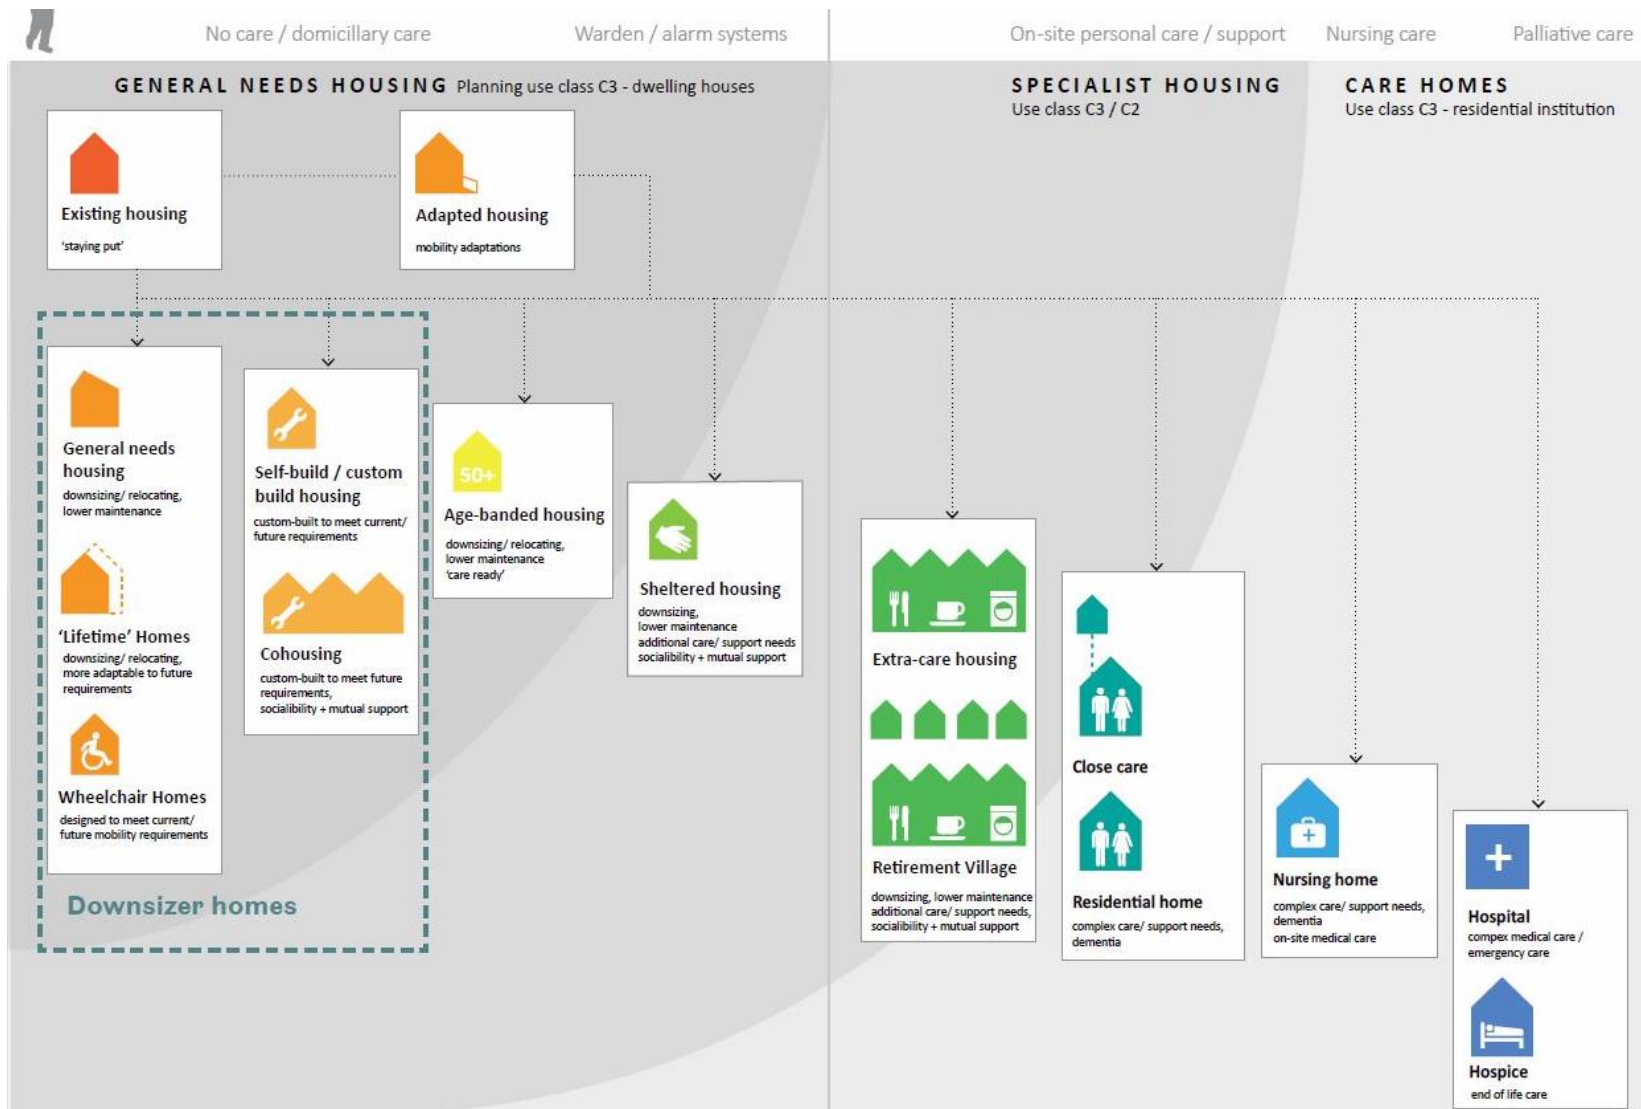 No care / domicillary care
Warden / alarm systems
On-site personal care / support
Nursing care
Palliative care
GENERAL NEEDS HOUSING Planning use class C3 - dwelling houses
SPECIALIST HOUSING
Use class C3 / C2
CARE HOMES
Use class C3 - residential institution
Existing housing
'staying put'
Adapted housing
mobility adaptations
General needs
housing
downsizing/ relocating,
lower maintenance
'Lifetime' Homes
downsizing/ relocating,
more adaptable to future
requirements
Wheelchair Homes
designed to meet current/
future mobility requirements
Downsizer homes
Self-build / custom
build housing
custom-built to meet current/
future requirements
Cohousing
custom-built to meet future
requirements,
socialibility + mutual support
50+
Age-banded housing
downsizing/ relocating,
lower maintenance
'care ready'
Sheltered housing
downsizing,
lower maintenance
additional care/ support needs
socialibility + mutual support
Extra-care housing
Retirement Village
downsizing, lower maintenance
additional care/ support needs,
socialibility + mutual support
Close care
Residential home
complex care/ support needs,
dementia
Nursing home
complex care/ support needs,
dementia
on-site medical care
Hospital
compex medical care /
emergency care
Hospice
end of life care